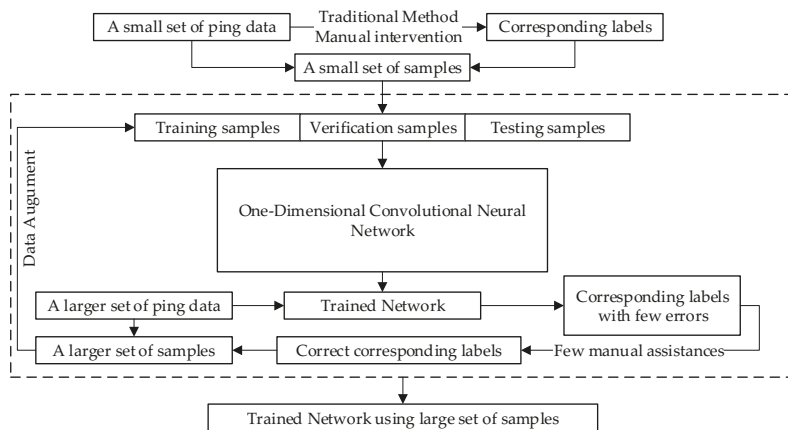 A small set of ping data
Traditional Method
Manual intervention
Corresponding labels
A small set of samples
Training samples
Verification samples
Testing samples
Data Augument
One-Dimensional Convolutional Neural
Network
A larger set of ping data
Trained Network
Corresponding labels
with few errors
A larger set of samples
Correct corresponding labels
Few manual assistances
Trained Network using large set of samples